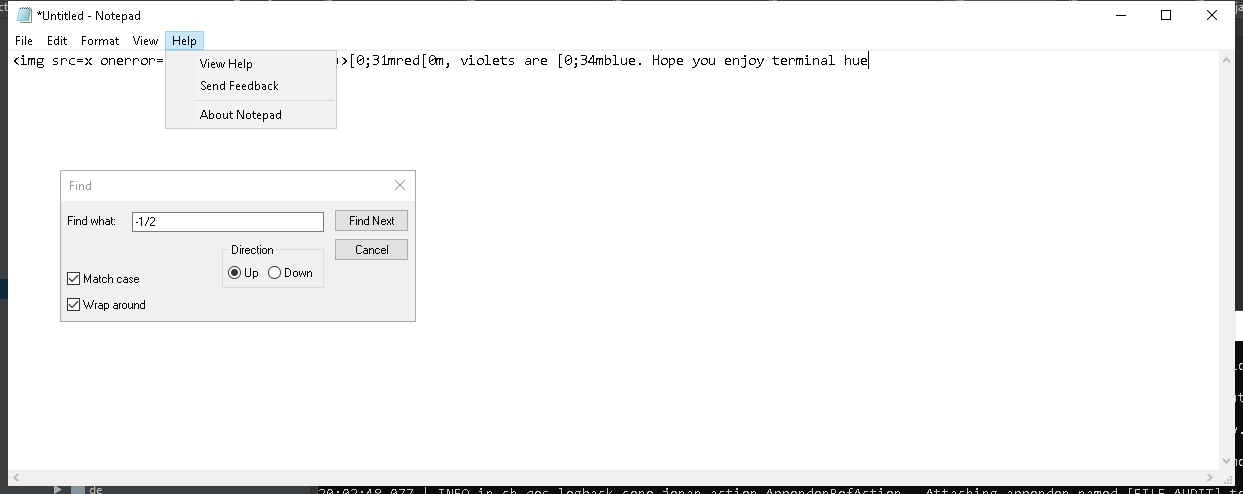 *Untitled - Notepad
File Edit Format View Help
<img src=x onerror= >[0;31mred[0m, violets are [0;34mblue. Hope you enjoy terminal hue
View Help
Send Feedback
About Notepad
Find
Find what: -1/2 Find Next
Direction Cancel
Up Down
Match case
Wrap around
de
20:02:48,077 | INFO in ch.qos.logback.core.joran.action.AppenderRefAction - Attaching appender named [FILE_AUDIT] t